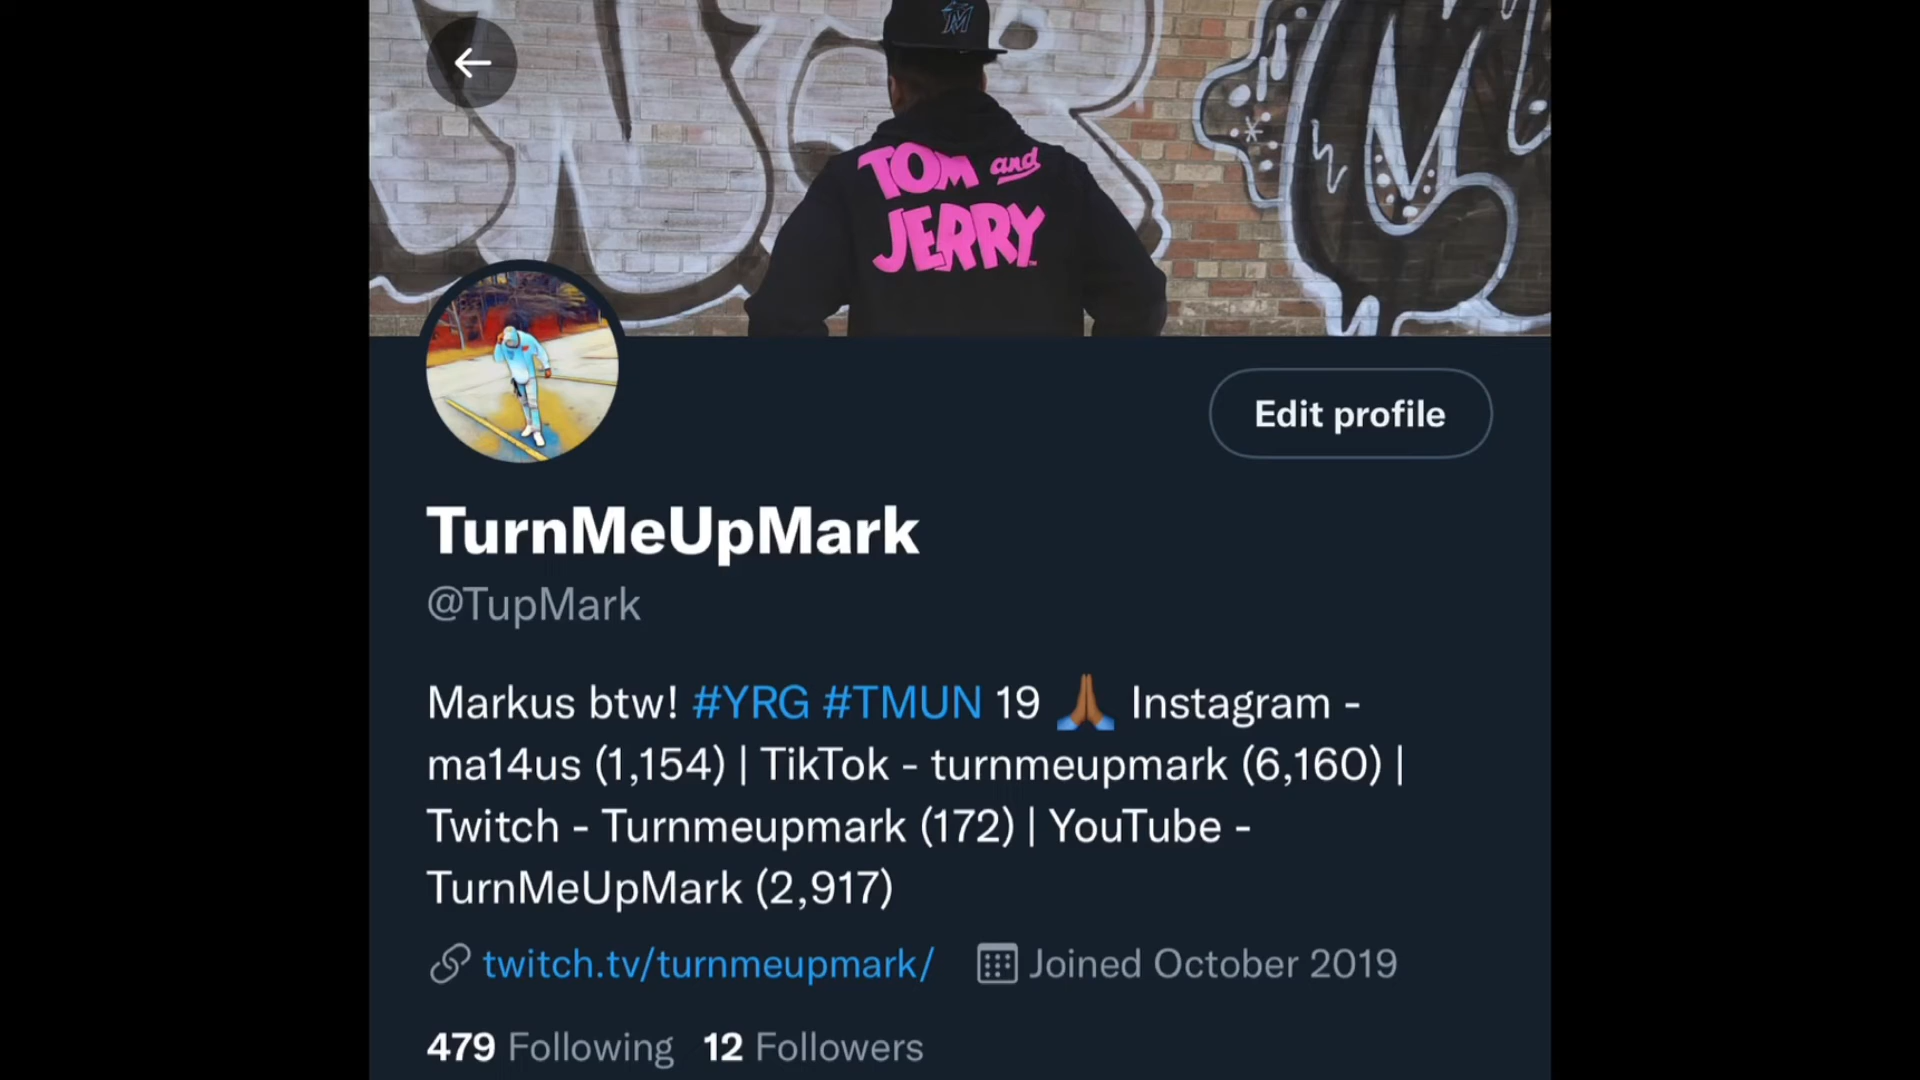 M
TOM and
JERRY
Edit profile
TurnMeUpMark
@TupMark
Markus btw! #YRG #TMUN 19 🙏🏾 Instagram -
ma14us (1,154) | TikTok - turnmeupmark (6,160) |
Twitch - Turnmeupmark (172) | YouTube -
TurnMeUpMark (2,917)
twitch.tv/turnmeupmark/ Joined October 2019
479 Following 12 Followers